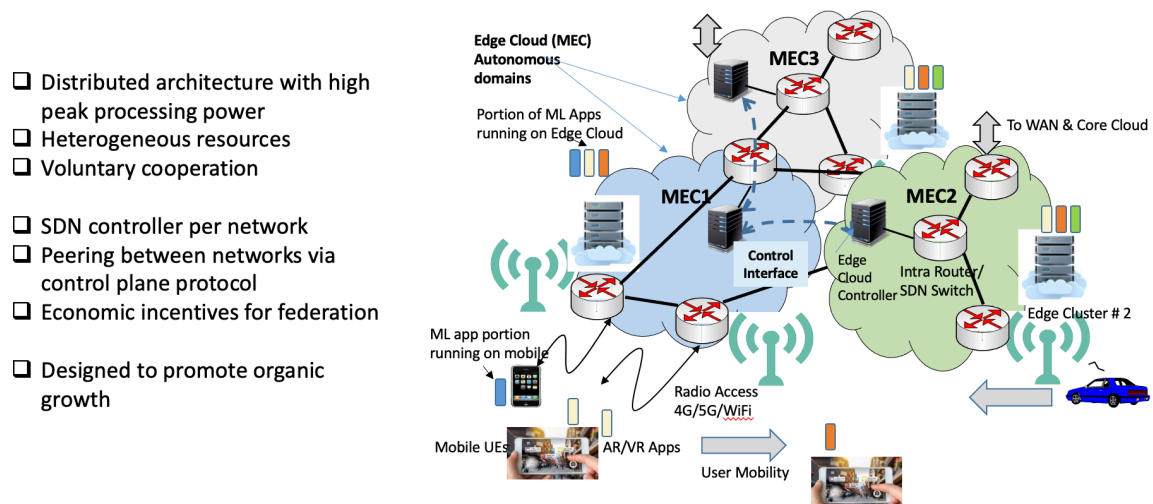 ❑ Distributed architecture with high
peak processing power
❑ Heterogeneous resources
❑ Voluntary cooperation
❑ SDN controller per network
❑ Peering between networks via
control plane protocol
❑ Economic incentives for federation
❑ Designed to promote organic
growth
Edge Cloud (MEC)
Autonomous
domains
MEC3
Portion of ML Apps
running on Edge Cloud
To WAN & Core Cloud
MEC1
MEC2
Control
Interface
Edge
Cloud
Controller
Intra Router/
SDN Switch
Edge Cluster # 2
ML app portion
running on mobile
Radio Access
4G/5G/WiFi
Mobile UEs
AR/VR Apps
User Mobility